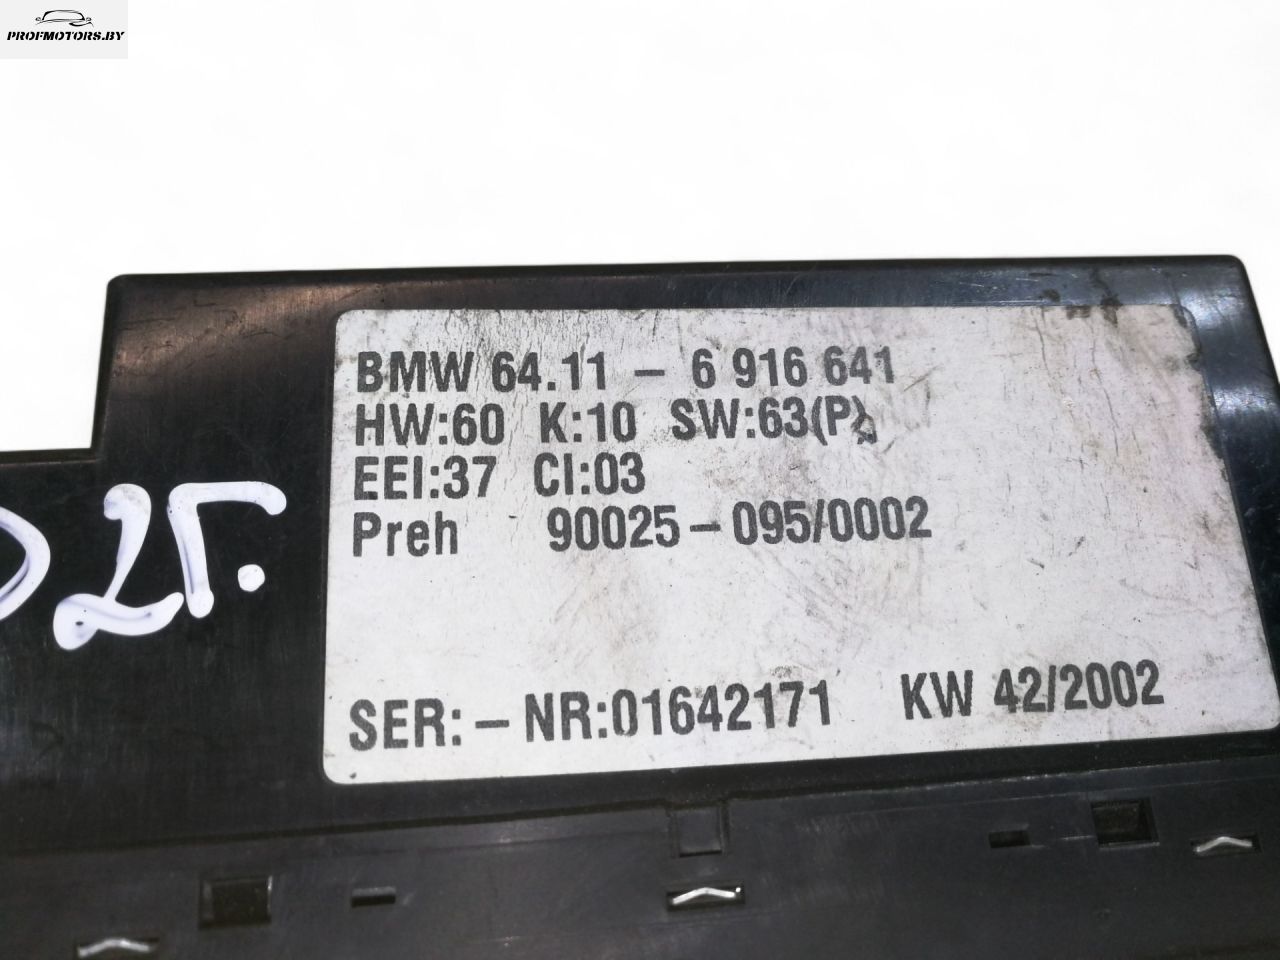 PROFMOTORS.BY
BMW 64.11 - 6 916 641
HW:60 K:10 SW:63(P)
EEI:37 CI:03
Preh 90025-095/0002
02г.
SER:-NR:01642171 KW 42/2002